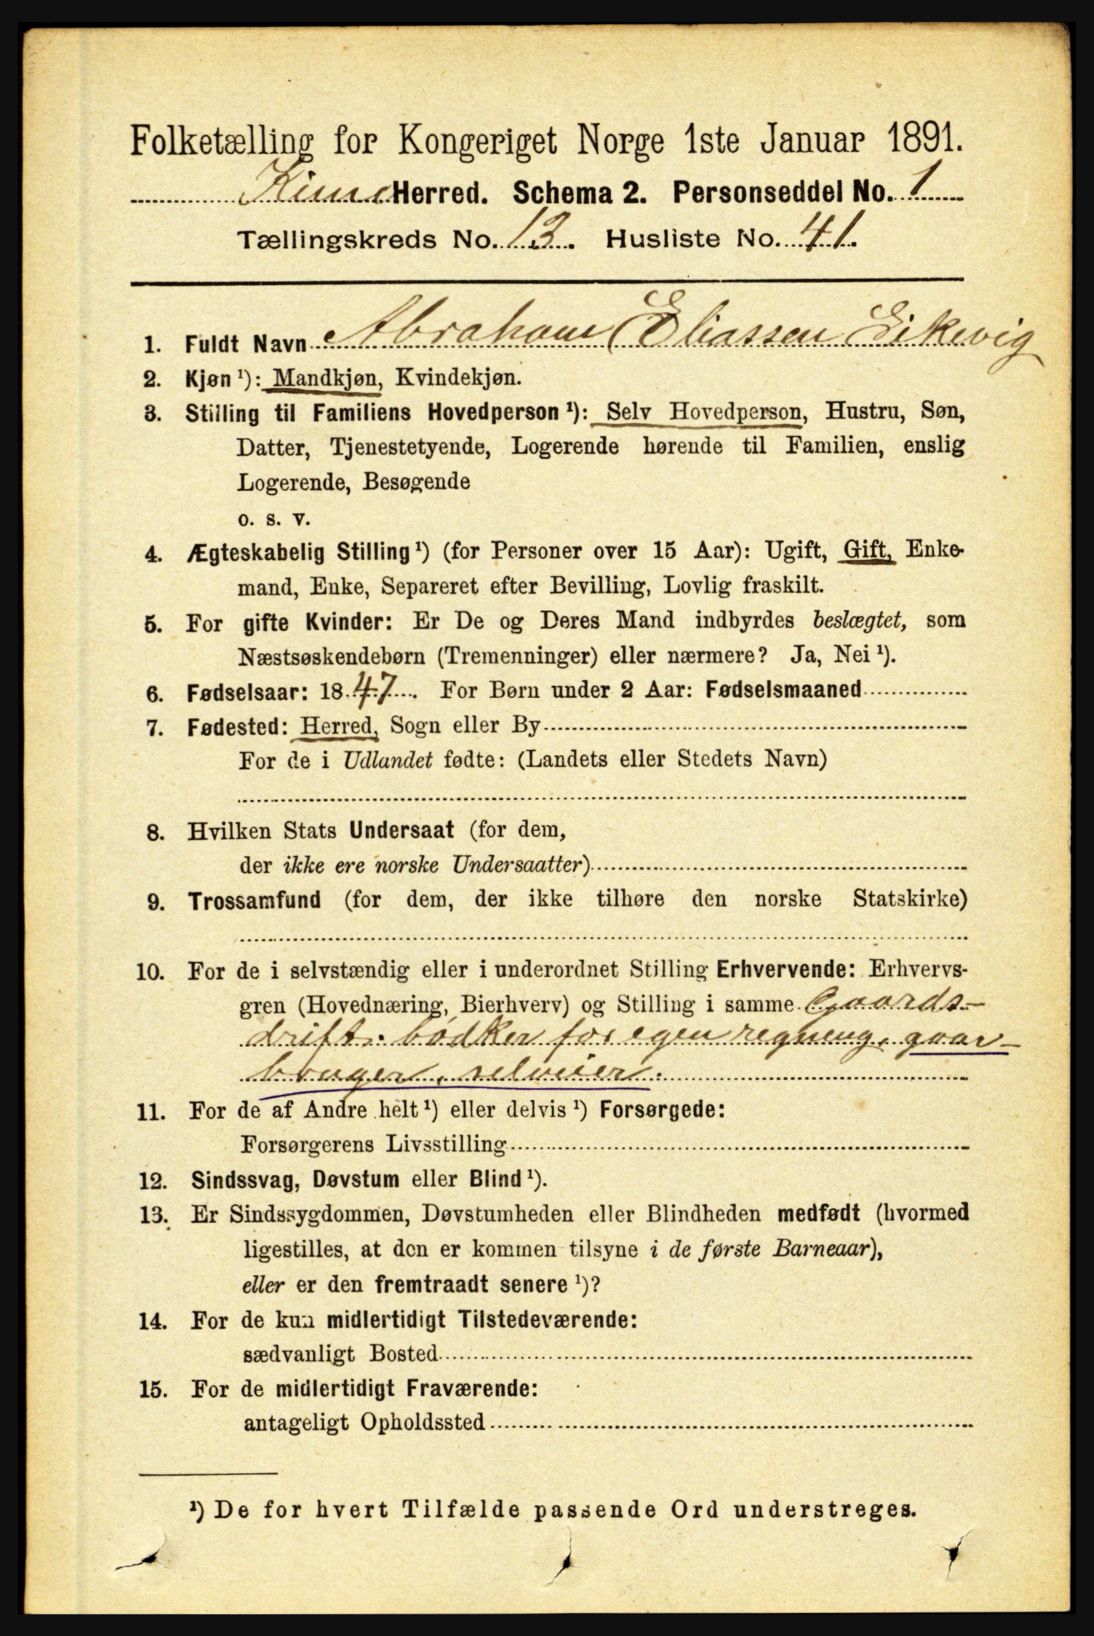 Folketælling for Kongeriget Norge 1ste Januar 1891.
Kinn Herred. Schema 2. Personseddel No. 1
Tællingskreds No. 13. Husliste No. 41.
1. Fuldt Navn Abraham Eliassen Eikevig
2. Kjøn ¹): Mandkjøn, Kvindekjøn.
3. Stilling til Familiens Hovedperson ¹): Selv Hovedperson, Hustru, Søn,
Datter, Tjenestetyende, Logerende hørende til Familien, enslig
Logerende, Besøgende
o. s. v.
4. Ægteskabelig Stilling ¹) (for Personer over 15 Aar): Ugift, Gift, Enke-
mand, Enke, Separeret efter Bevilling, Lovlig fraskilt.
5. For gifte Kvinder: Er De og Deres Mand indbyrdes beslægtet, som
Næstsøskendebørn (Tremenninger) eller nærmere? Ja, Nei ¹).
6. Fødselsaar: 1847. For Børn under 2 Aar: Fødselsmaaned
7. Fødested: Herred, Sogn eller By
For de i Udlandet fødte: (Landets eller Stedets Navn)
8. Hvilken Stats Undersaat (for dem,
der ikke ere norske Undersaatter)
9. Trossamfund (for dem, der ikke tilhøre den norske Statskirke)
10. For de i selvstændig eller i underordnet Stilling Erhvervende: Erhvervs-
gren (Hovednæring, Bierhverv) og Stilling i samme Gaards-
drift. bødker for egen regning, gaar-
bruger, selveier.
11. For de af Andre helt ¹) eller delvis ¹) Forsørgede:
Forsørgerens Livsstilling
12. Sindssvag, Døvstum eller Blind ¹).
13. Er Sindssygdommen, Døvstumheden eller Blindheden medfødt (hvormed
ligestilles, at den er kommen tilsyne i de første Barneaar),
eller er den fremtraadt senere ¹)?
14. For de kun midlertidigt Tilstedeværende:
sædvanligt Bosted
15. For de midlertidigt Fraværende:
antageligt Opholdssted
¹) De for hvert Tilfælde passende Ord understreges.